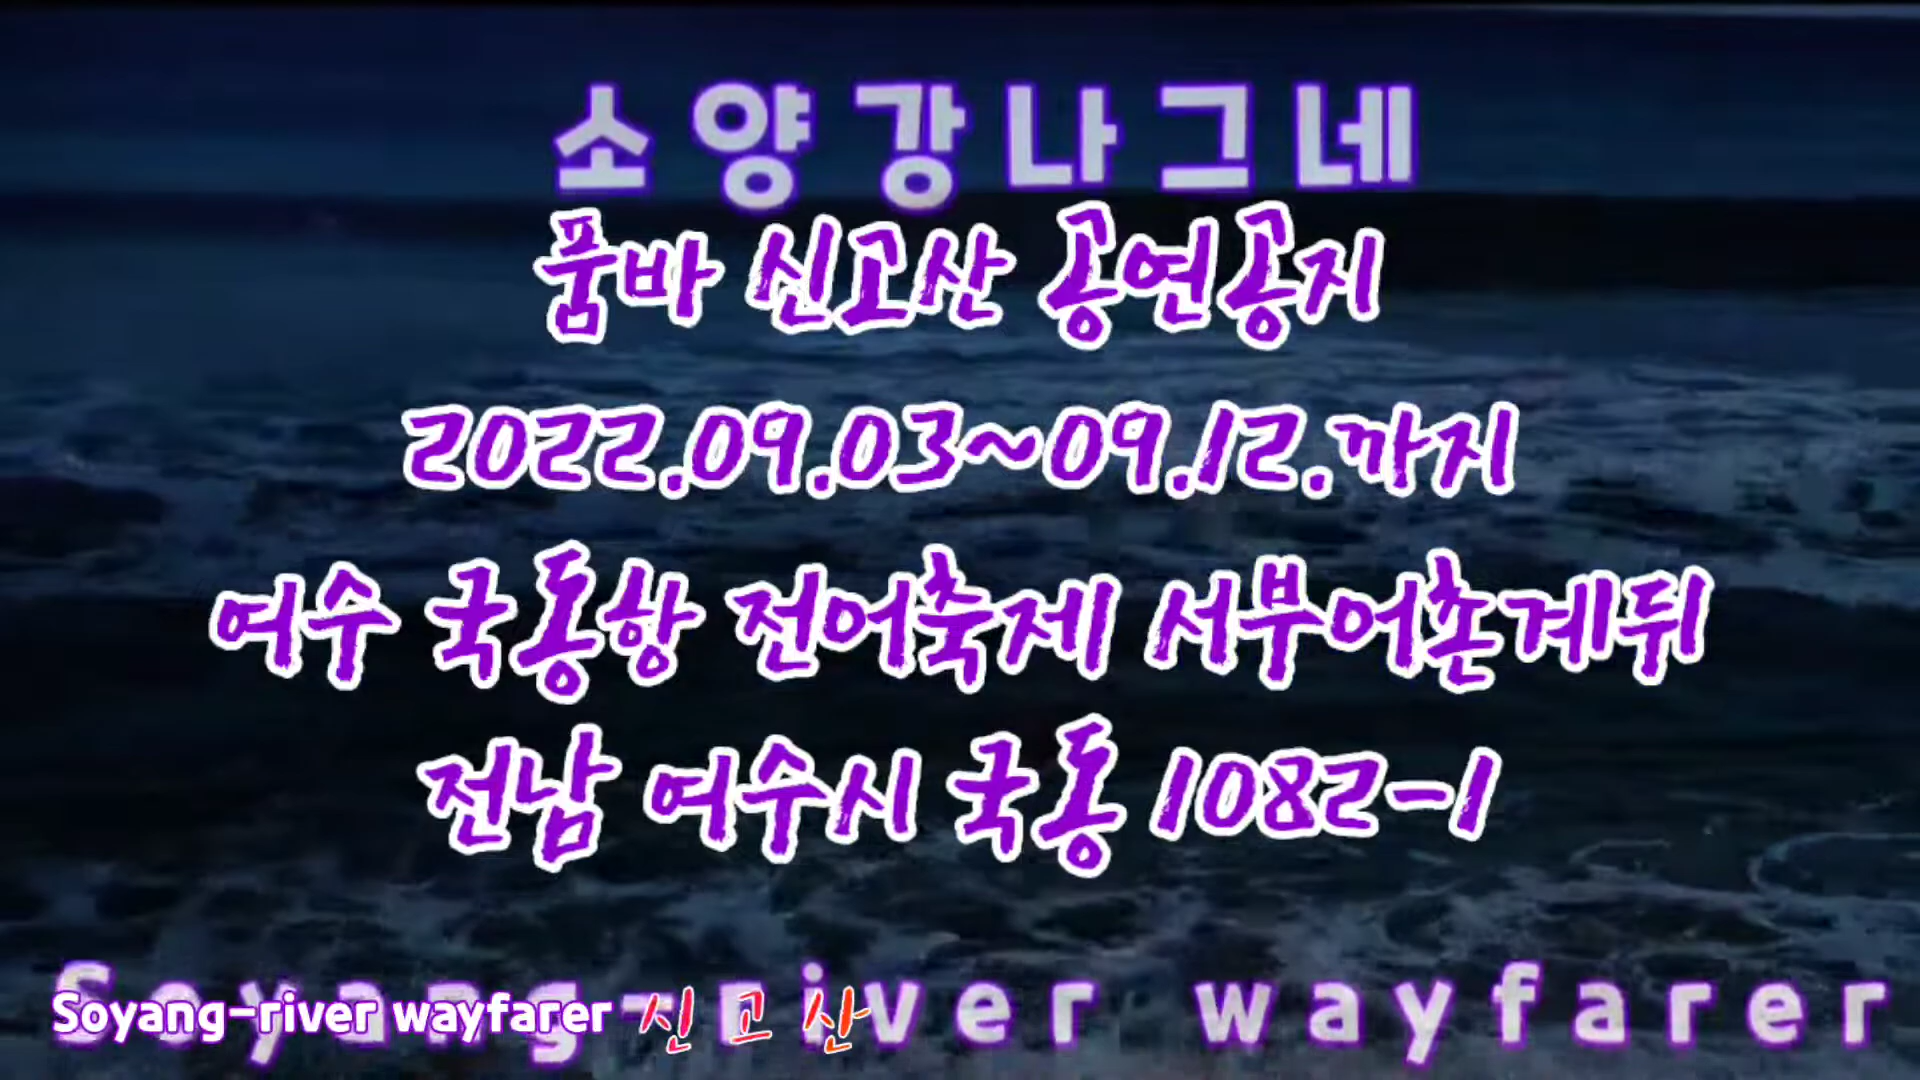 소양강나그네
품바 신고산 공연공지
2022.09.03~09.12.까지
여수 국동항 전어축제 서부어촌계뒤
전남 여수시 국동 1082-1
Soyang-river wayfarer
Soyang-river wayfarer 신고산